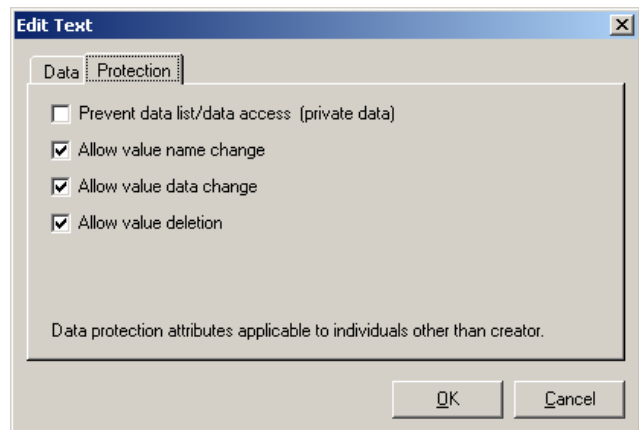 Edit Text
Data Protection
Prevent data list/data access (private data)
Allow value name change
Allow value data change
Allow value deletion
Data protection attributes applicable to individuals other than creator.
OK Cancel